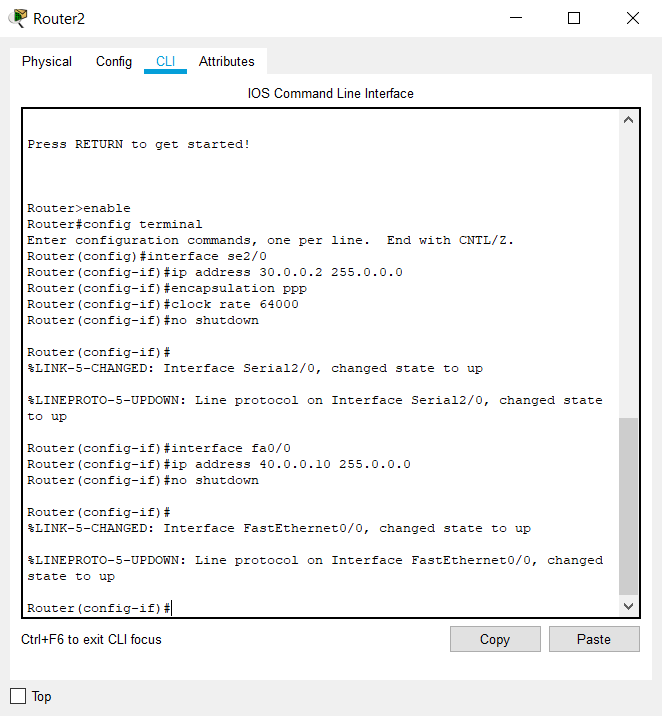 Router2
Physical Config CLI Attributes
IOS Command Line Interface
Press RETURN to get started!
Router>enable
Router#config terminal
Enter configuration commands, one per line.  End with CNTL/Z.
Router(config)#interface se2/0
Router(config-if)#ip address 30.0.0.2 255.0.0.0
Router(config-if)#encapsulation ppp
Router(config-if)#clock rate 64000
Router(config-if)#no shutdown
Router(config-if)#
%LINK-5-CHANGED: Interface Serial2/0, changed state to up
%LINEPROTO-5-UPDOWN: Line protocol on Interface Serial2/0, changed state
to up
Router(config-if)#interface fa0/0
Router(config-if)#ip address 40.0.0.10 255.0.0.0
Router(config-if)#no shutdown
Router(config-if)#
%LINK-5-CHANGED: Interface FastEthernet0/0, changed state to up
%LINEPROTO-5-UPDOWN: Line protocol on Interface FastEthernet0/0, changed
state to up
Router(config-if)#
Ctrl+F6 to exit CLI focus
Copy Paste
Top